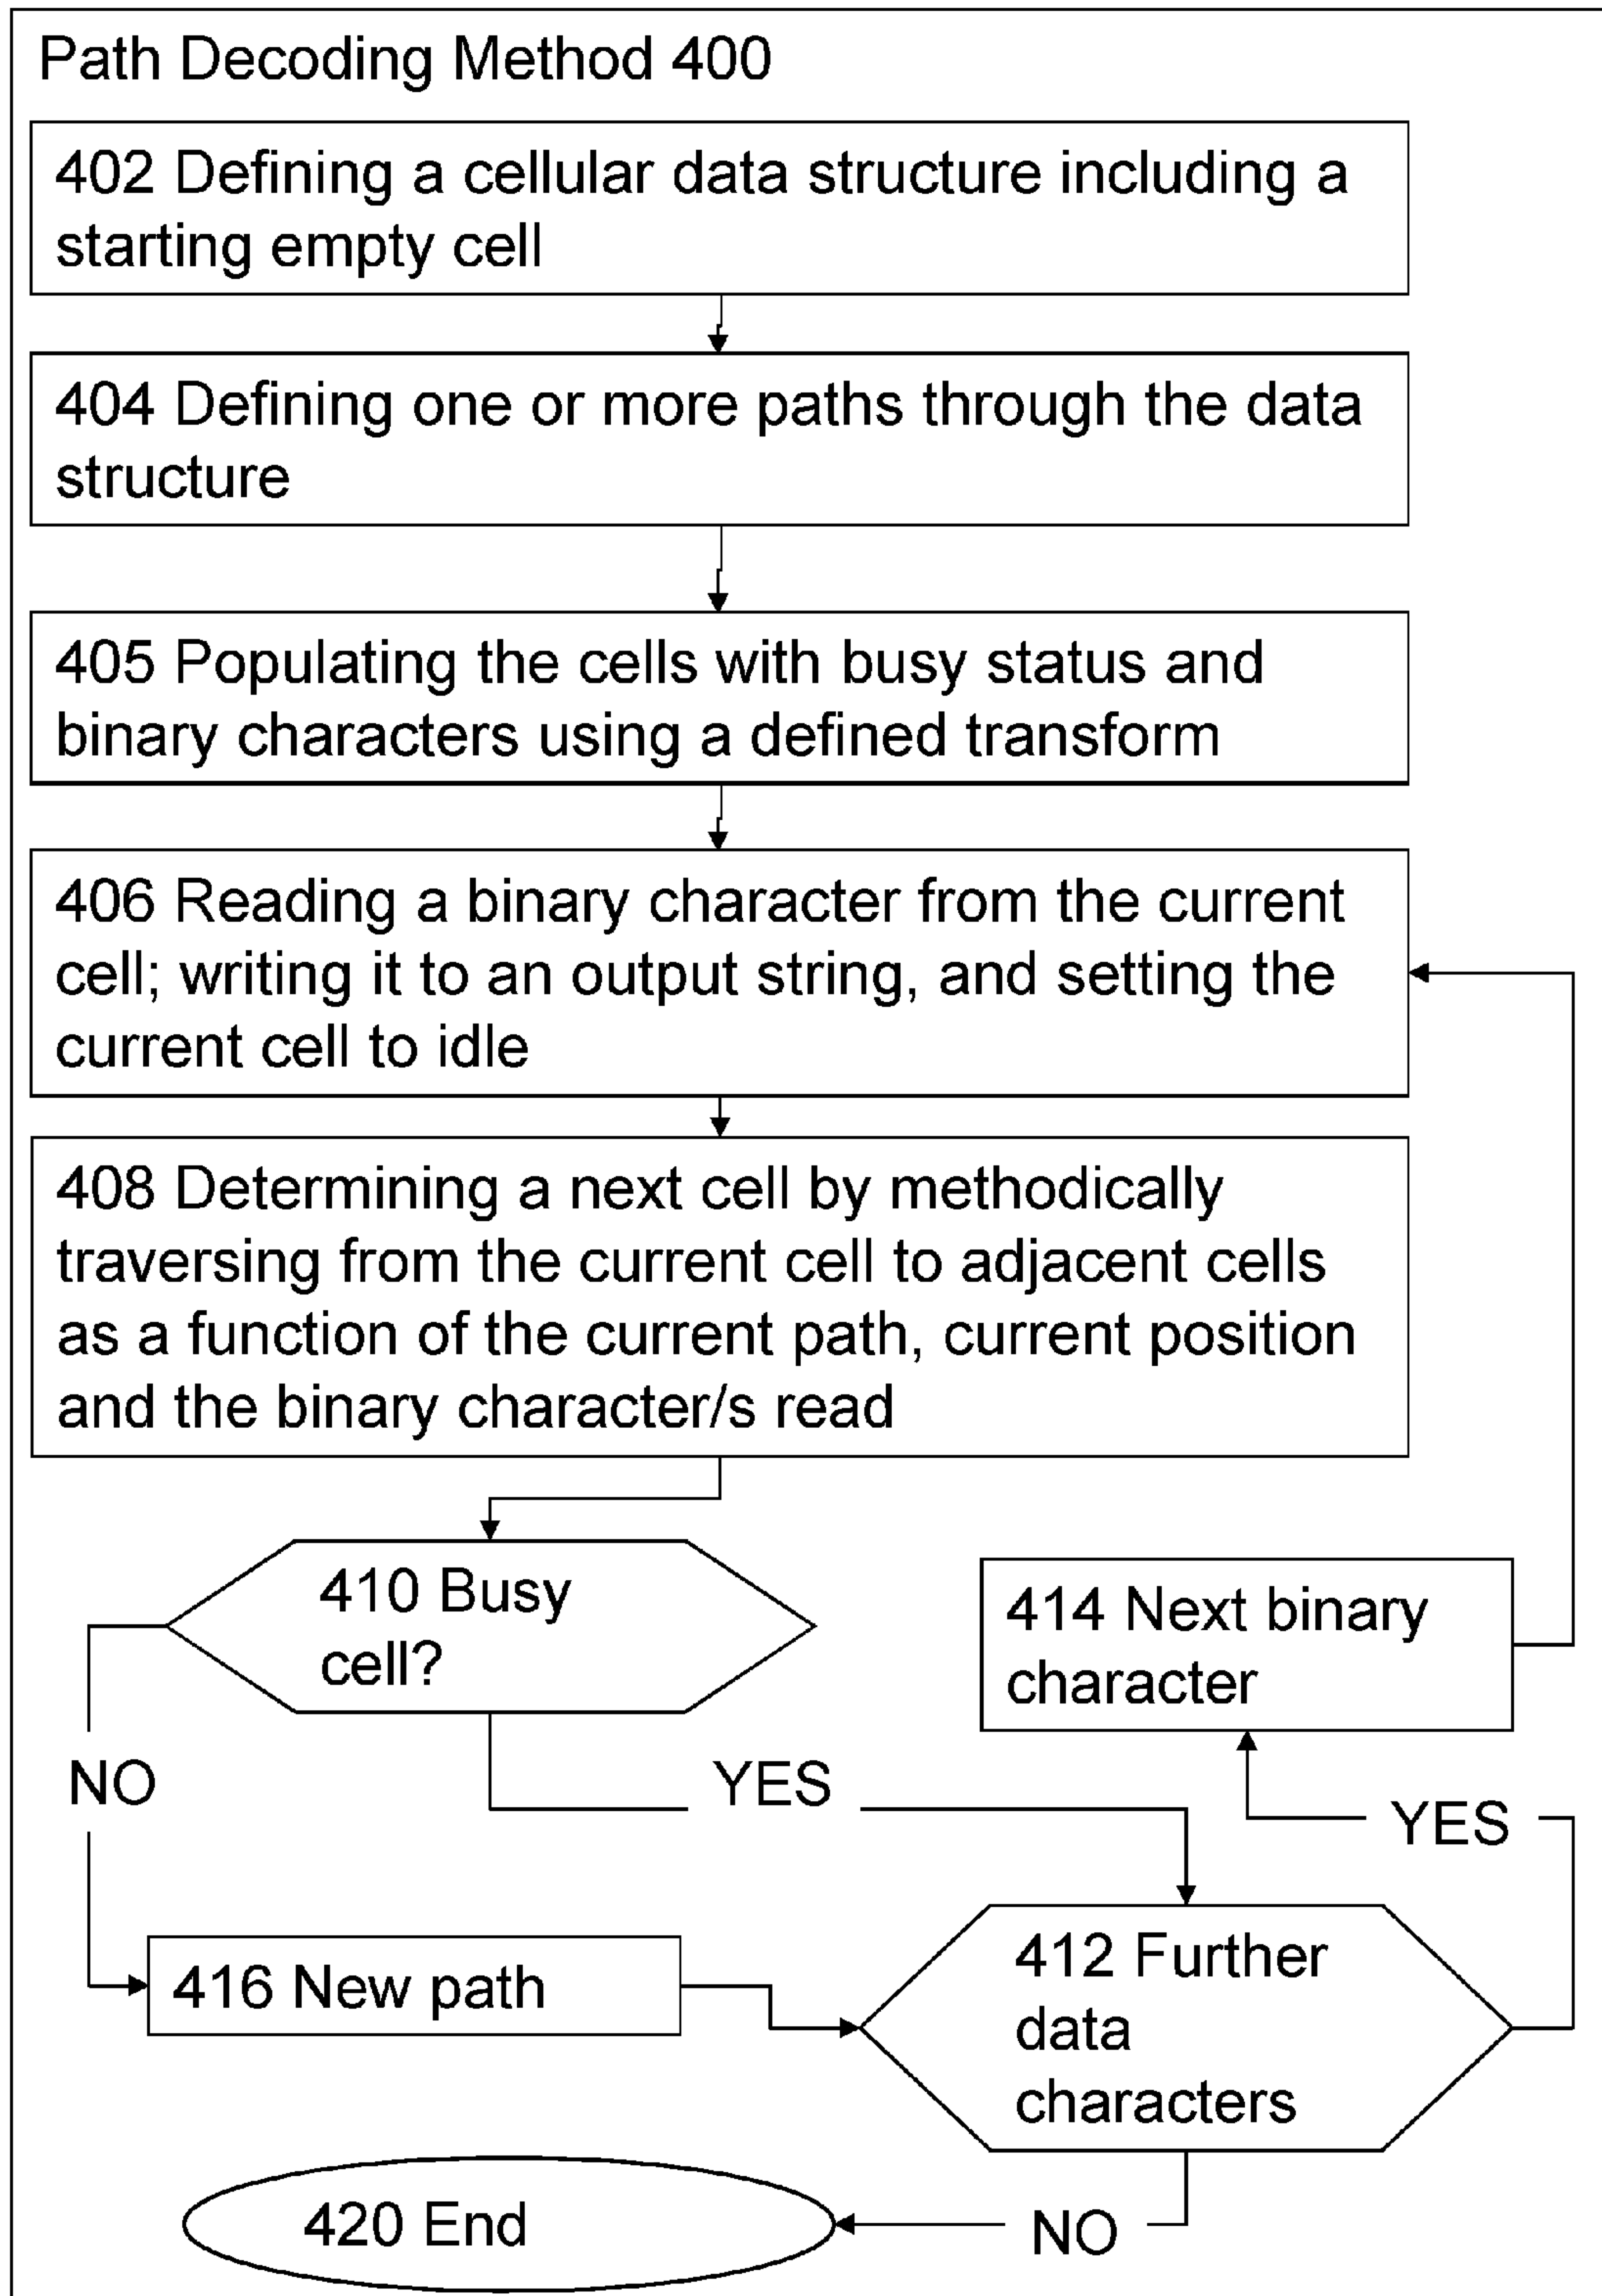 Path Decoding Method 400
402 Defining a cellular data structure including a
starting empty cell
404 Defining one or more paths through the data
structure
405 Populating the cells with busy status and
binary characters using a defined transform
406 Reading a binary character from the current
cell; writing it to an output string, and setting the
current cell to idle
408 Determining a next cell by methodically
traversing from the current cell to adjacent cells
as a function of the current path, current position
and the binary character/s read
410 Busy
cell?
414 Next binary
character
NO
YES
YES
416 New path
412 Further
data
characters
420 End
NO